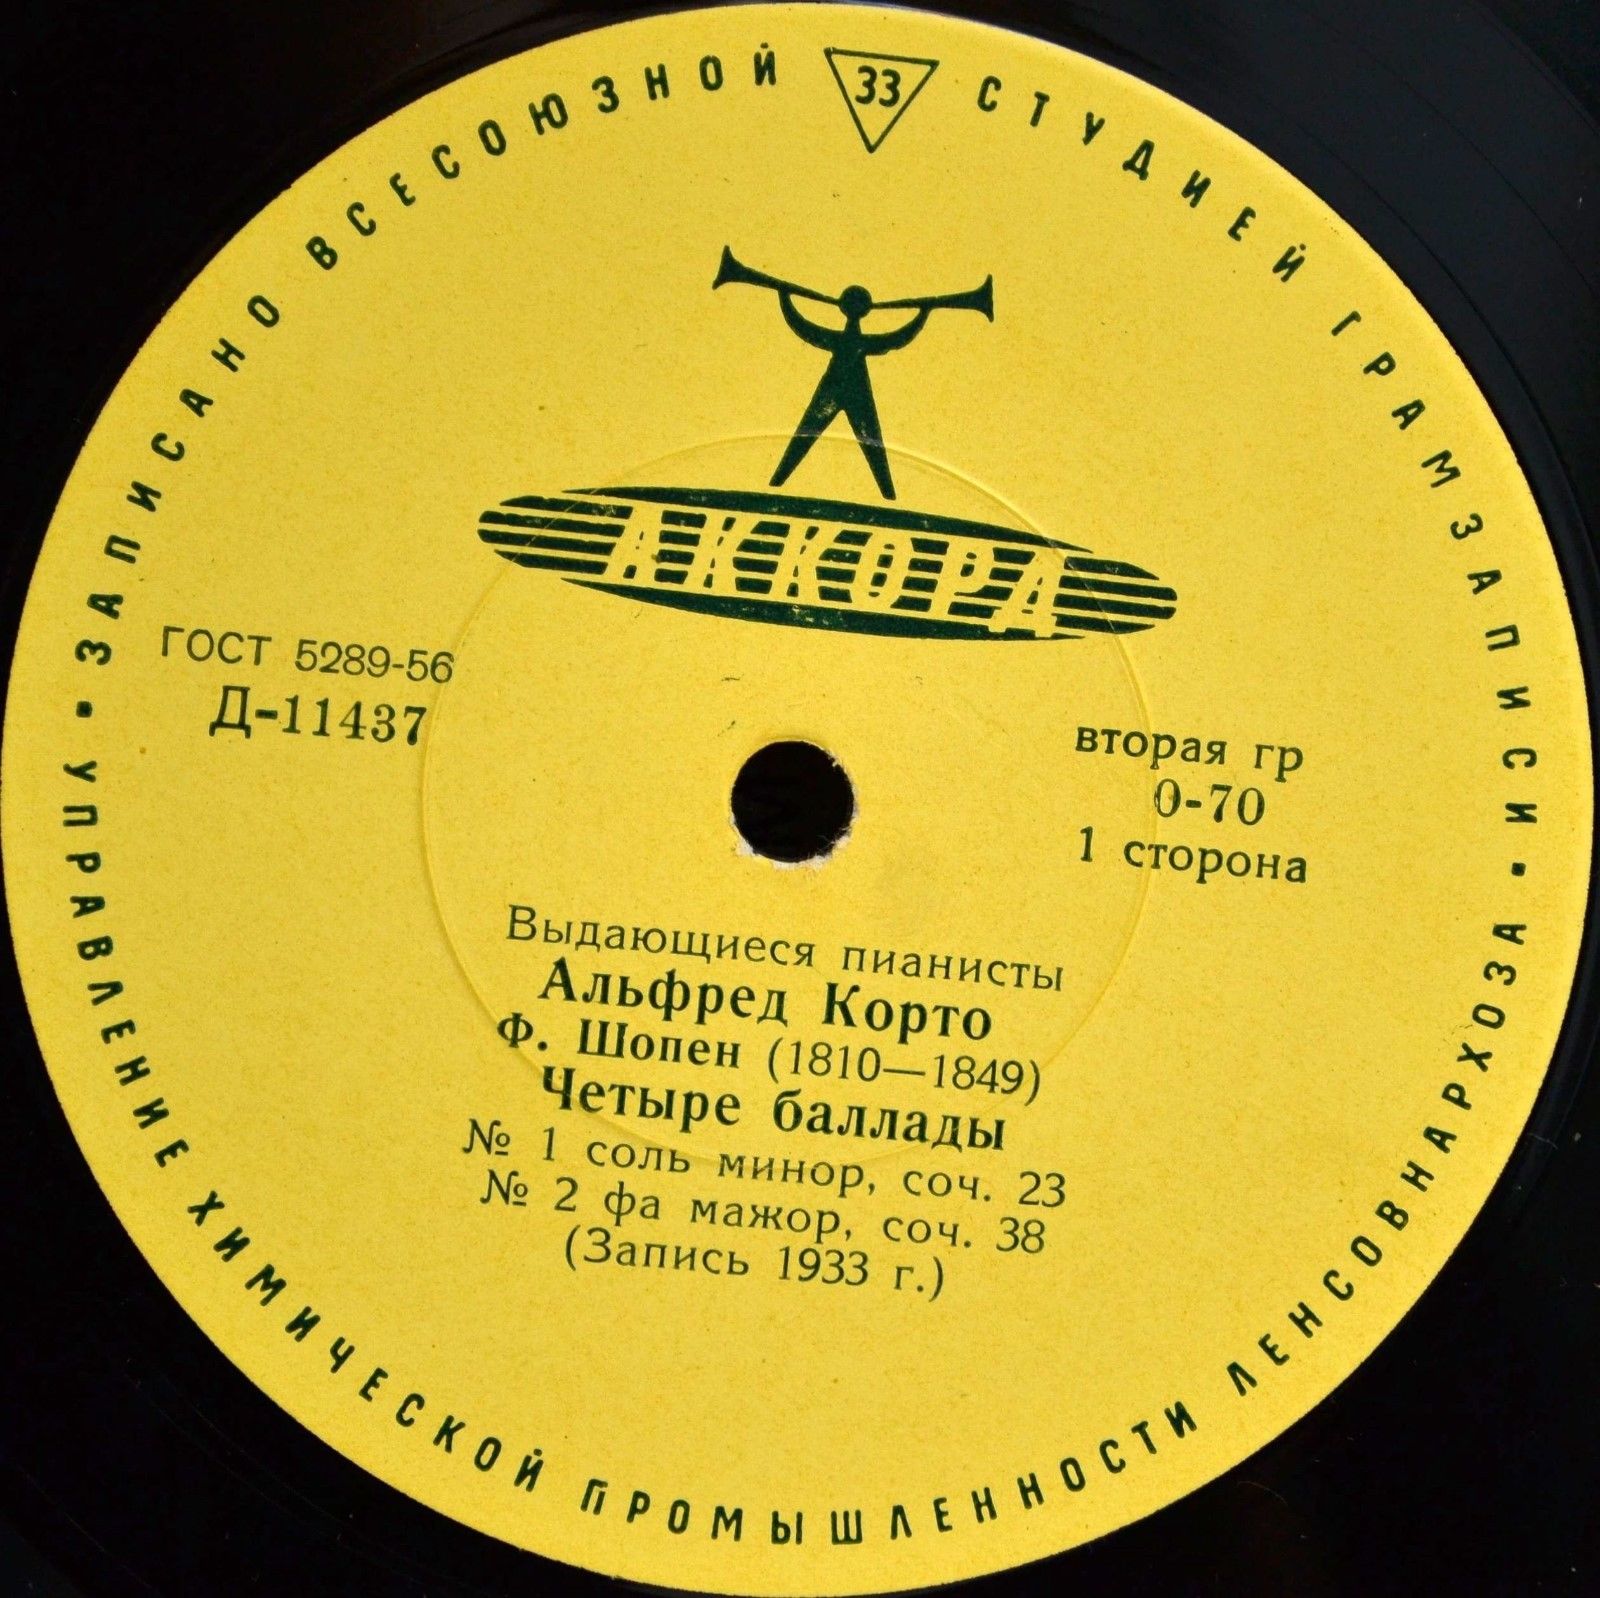 ЗАПИСАНО ВСЕСОЮЗНОЙ СТУДИЕЙ ГРАМЗАПИСИ
33
АККОРД
ГОСТ 5289-56
Д-11437
вторая гр
0-70
1 сторона
Выдающиеся пианисты
Альфред Корто
Ф. Шопен (1810—1849)
Четыре баллады
№ 1 соль минор, соч. 23
№ 2 фа мажор, соч. 38
(Запись 1933 г.)
УПРАВЛЕНИЕ ХИМИЧЕСКОЙ ПРОМЫШЛЕННОСТИ ЛЕНСОВНАРХОЗА